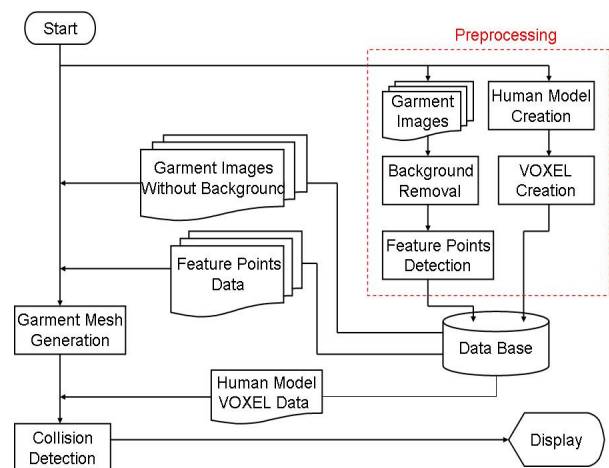 Start
Preprocessing
Garment
Images
Human Model
Creation
Garment Images
Without Background
Background
Removal
VOXEL
Creation
Feature Points
Data
Feature Points
Detection
Garment Mesh
Generation
Data Base
Human Model
VOXEL Data
Collision
Detection
Display